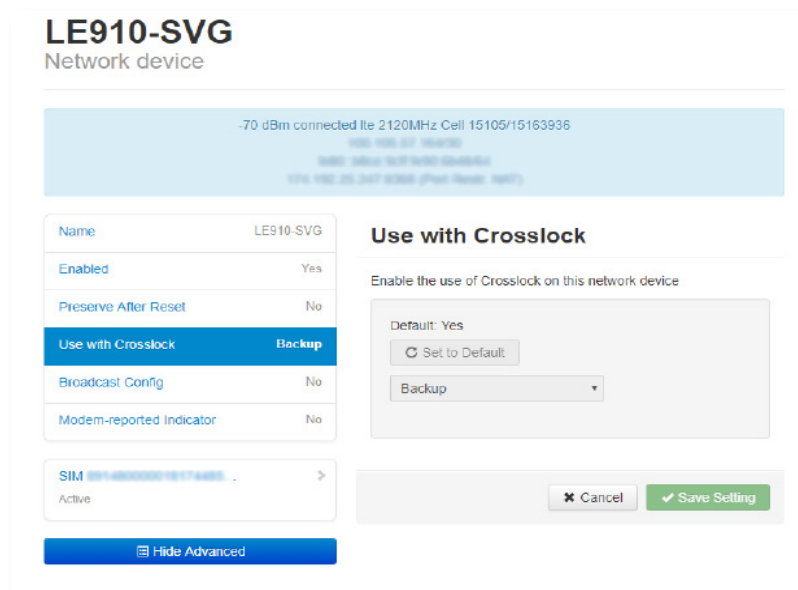 LE910-SVG
Network device
-70 dBm connected lte 2120MHz Cell 15105/15163936
Name LE910-SVG
Enabled Yes
Preserve After Reset No
Use with Crosslock Backup
Broadcast Config No
Modem-reported Indicator No
SIM
Active
Hide Advanced
Use with Crosslock
Enable the use of Crosslock on this network device
Default: Yes
Set to Default
Backup
Cancel
Save Setting